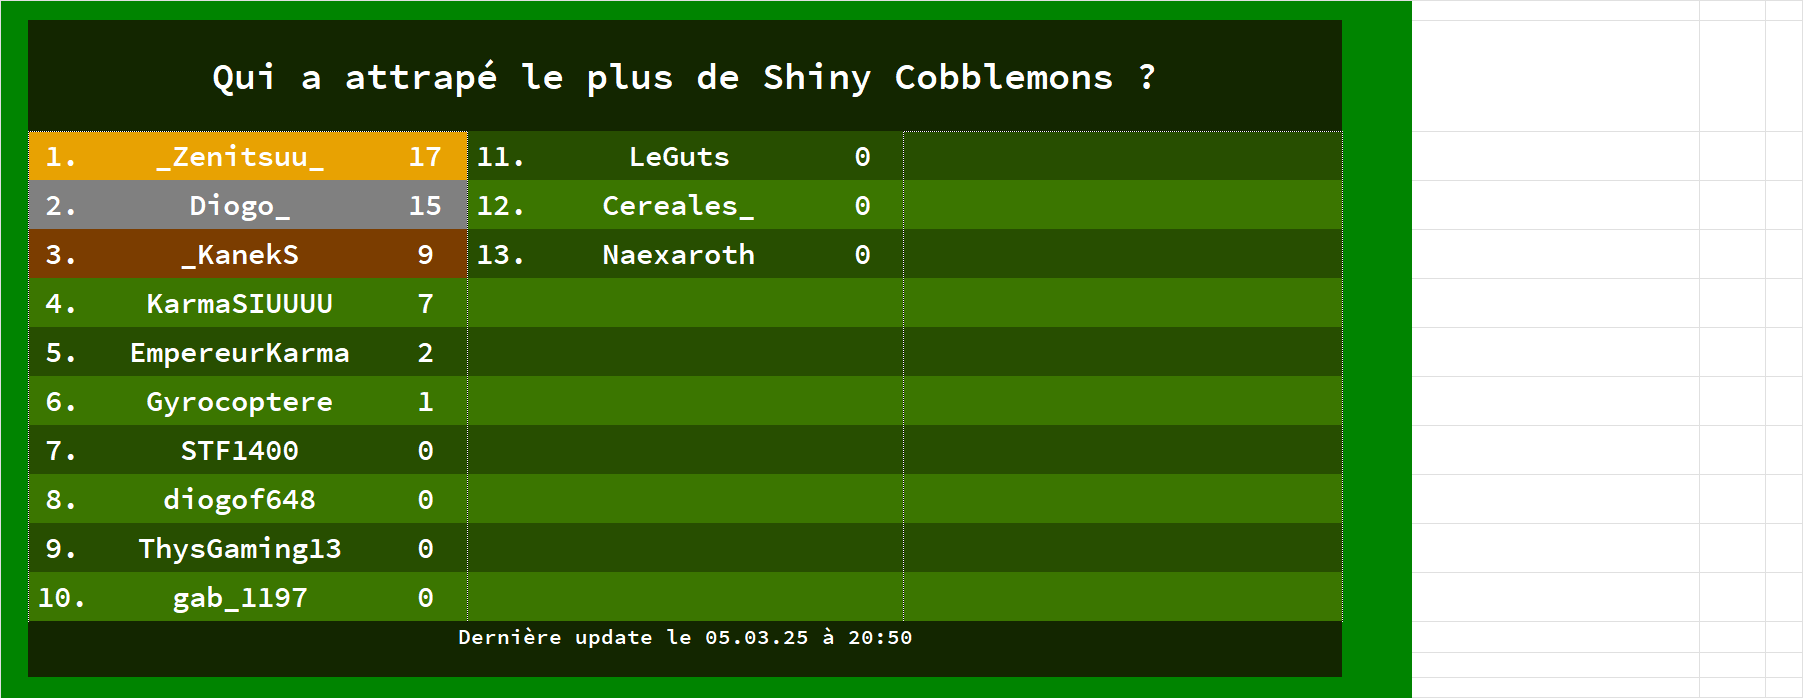 Qui a attrapé le plus de Shiny Cobblemons ?
1. _Zenitsuu_ 17
2. Diogo_ 15
3. _KanekS 9
4. KarmaSIUUUU 7
5. EmpereurKarma 2
6. Gyrocoptere 1
7. STF1400 0
8. diogof648 0
9. ThysGaming13 0
10. gab_1197 0
11. LeGuts 0
12. Cereales_ 0
13. Naexaroth 0
Dernière update le 05.03.25 à 20:50